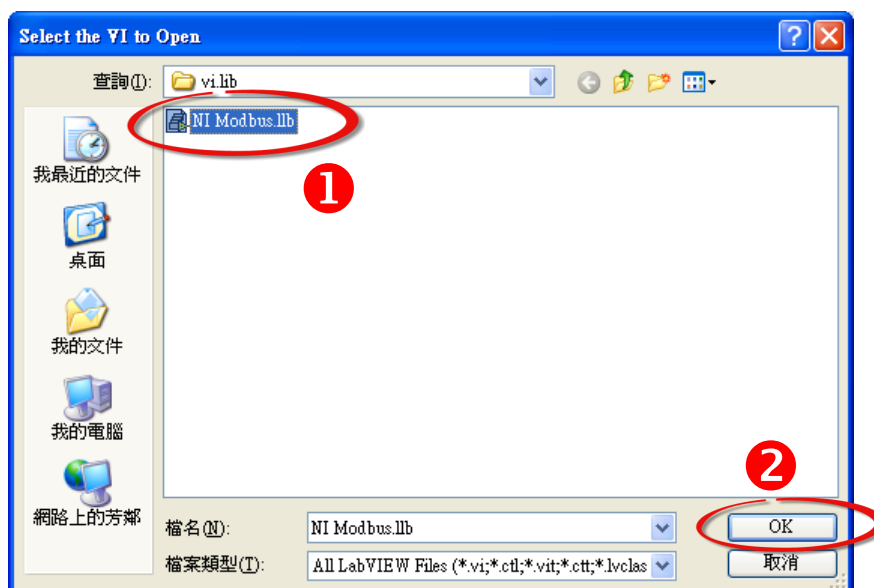 Select the VI to Open
查詢(I): vi.lib
NI Modbus.llb
1
我最近的文件
桌面
我的文件
我的電腦
網路上的芳鄰
2
檔名(N): NI Modbus.llb OK
檔案類型(T): All LabVIEW Files (*.vi;*.ctl;*.vit;*.ctt;*.lvclas 取消